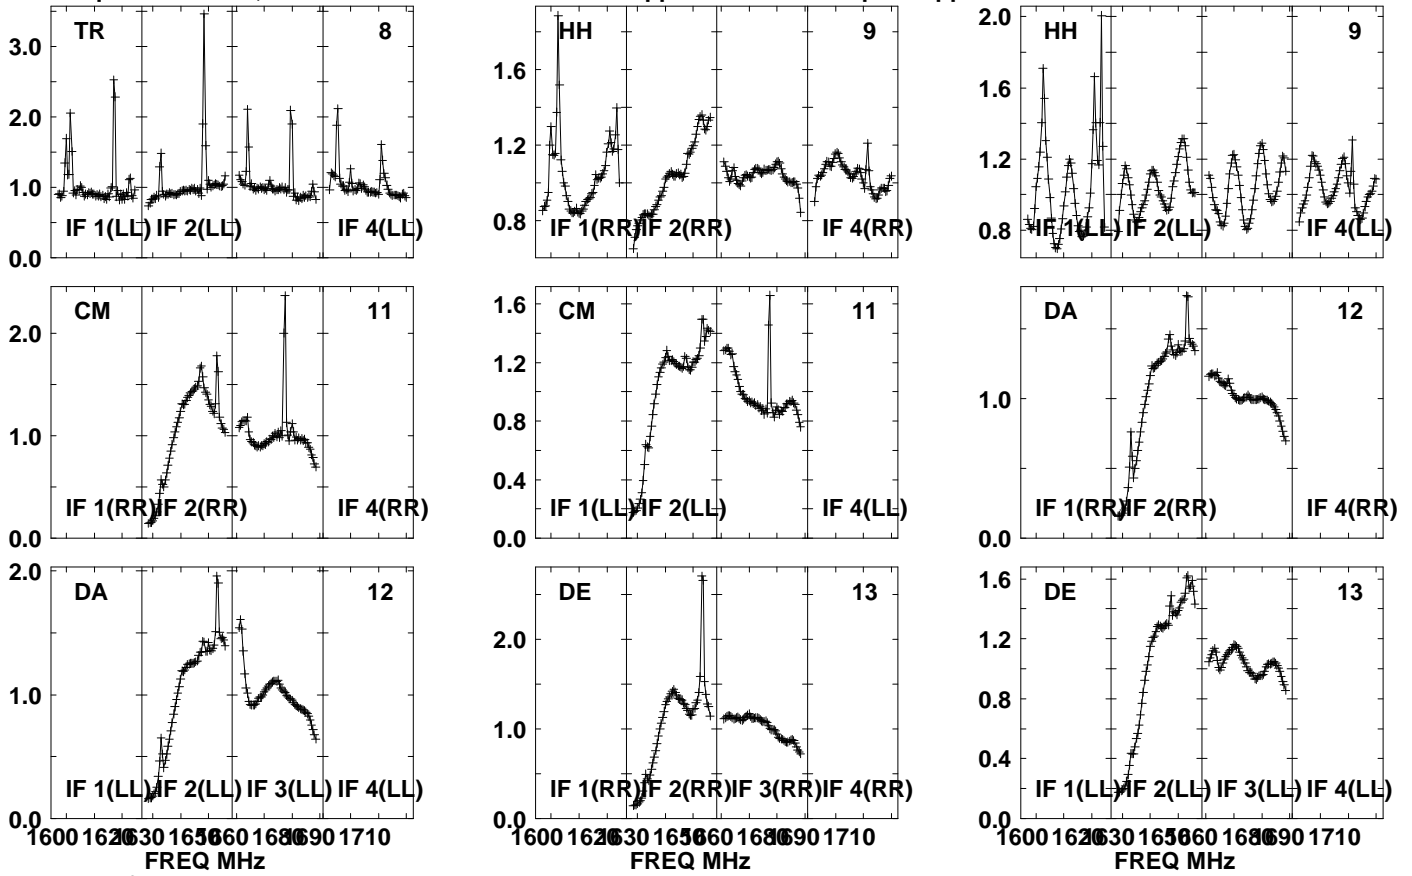 TR 8 HH 9 HH 9
3.0 1.6 2.0
2.0 1.2 1.6
1.0 0.8 1.2
0.0 0.8
IF 1(LL) IF 2(LL) IF 4(LL) IF 1(RR) IF 2(RR) IF 4(RR) IF 1(LL) IF 2(LL) IF 4(LL)
CM 11 CM 11 DA 12
2.0 1.6 1.0
1.0 1.2 0.0
0.0 0.8
0.4
0.0
IF 1(RR) IF 2(RR) IF 4(RR) IF 1(LL) IF 2(LL) IF 4(LL) IF 1(RR) IF 2(RR) IF 4(RR)
DA 12 DE 13 DE 13
2.0 2.0 1.6
1.0 1.0 1.2
0.0 0.0 0.8
0.4
0.0
IF 1(LL) IF 2(LL) IF 3(LL) IF 4(LL) IF 1(RR) IF 2(RR) IF 3(RR) IF 4(RR) IF 1(LL) IF 2(LL) IF 3(LL) IF 4(LL)
1600 1620 1630 1650 1660 1680 1690 1710 1600 1620 1630 1650 1660 1680 1690 1710 1600 1620 1630 1650 1660 1680 1690 1710
FREQ MHz FREQ MHz FREQ MHz